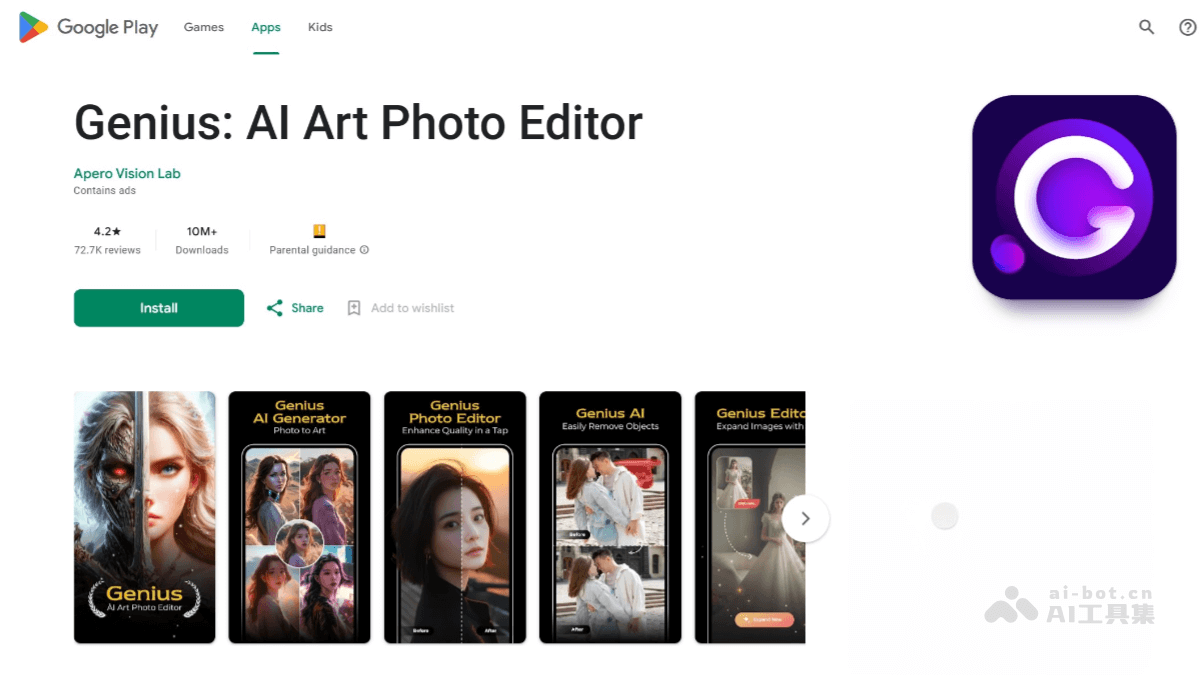 Google Play
Games
Apps
Kids
Genius: AI Art Photo Editor
Apero Vision Lab
Contains ads
4.2★
72.7K reviews
10M+
Downloads
Parental guidance
Install
Share
Add to wishlist
Genius
AI Art Photo Editor
Genius
AI Generator
Photo to Art
Genius
Photo Editor
Enhance Quality in a Tap
Before
After
Genius AI
Easily Remove Objects
Before
After
Genius Edito
Expand Images with
Expand Now
ai-bot.cn
AI工具集